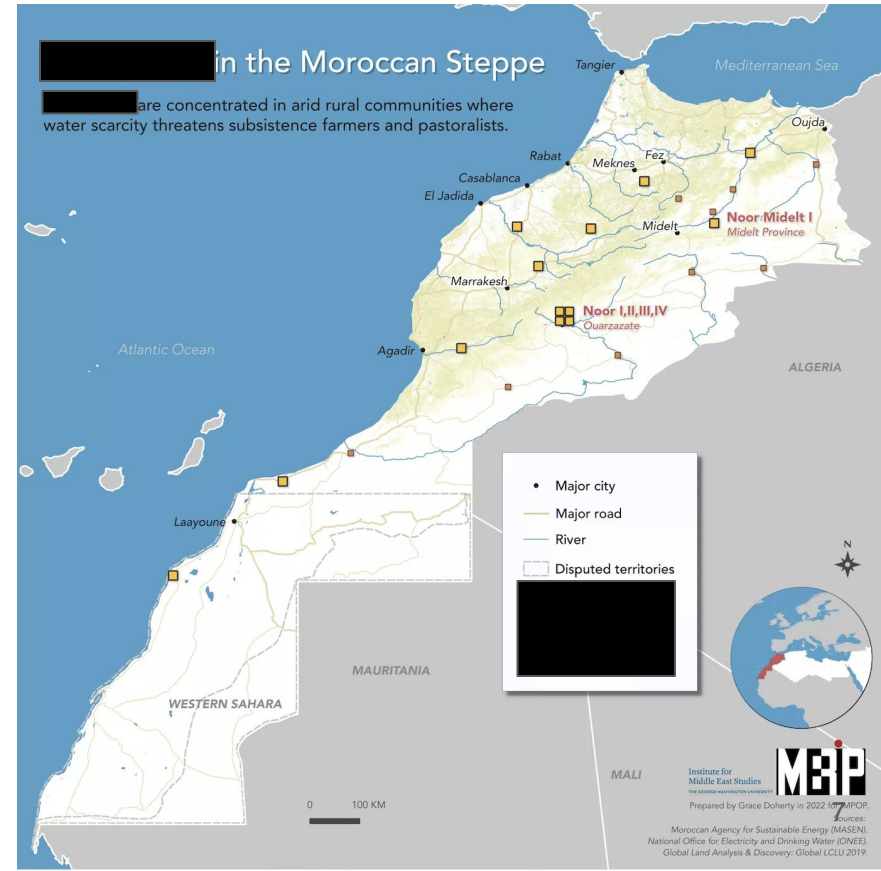 in the Moroccan Steppe
are concentrated in arid rural communities where
water scarcity threatens subsistence farmers and pastoralists.
Tangier
Mediterranean Sea
Oujda
Rabat
Meknes
Fez
Casablanca
El Jadida
Noor Midelt I
Midelt Province
Midelt
Marrakesh
Noor I,II,III,IV
Ouarzazate
Atlantic Ocean
Agadir
ALGERIA
Major city
Major road
River
Disputed territories
Laayoune
N
MAURITANIA
WESTERN SAHARA
MALI
0 100 KM
Institute for
Middle East Studies
THE GEORGE WASHINGTON UNIVERSITY
Prepared by Grace Doherty in 2022 for MPOP.
7
Sources:
Moroccan Agency for Sustainable Energy (MASEN).
National Office for Electricity and Drinking Water (ONEE).
Global Land Analysis & Discovery: Global LCLU 2019.